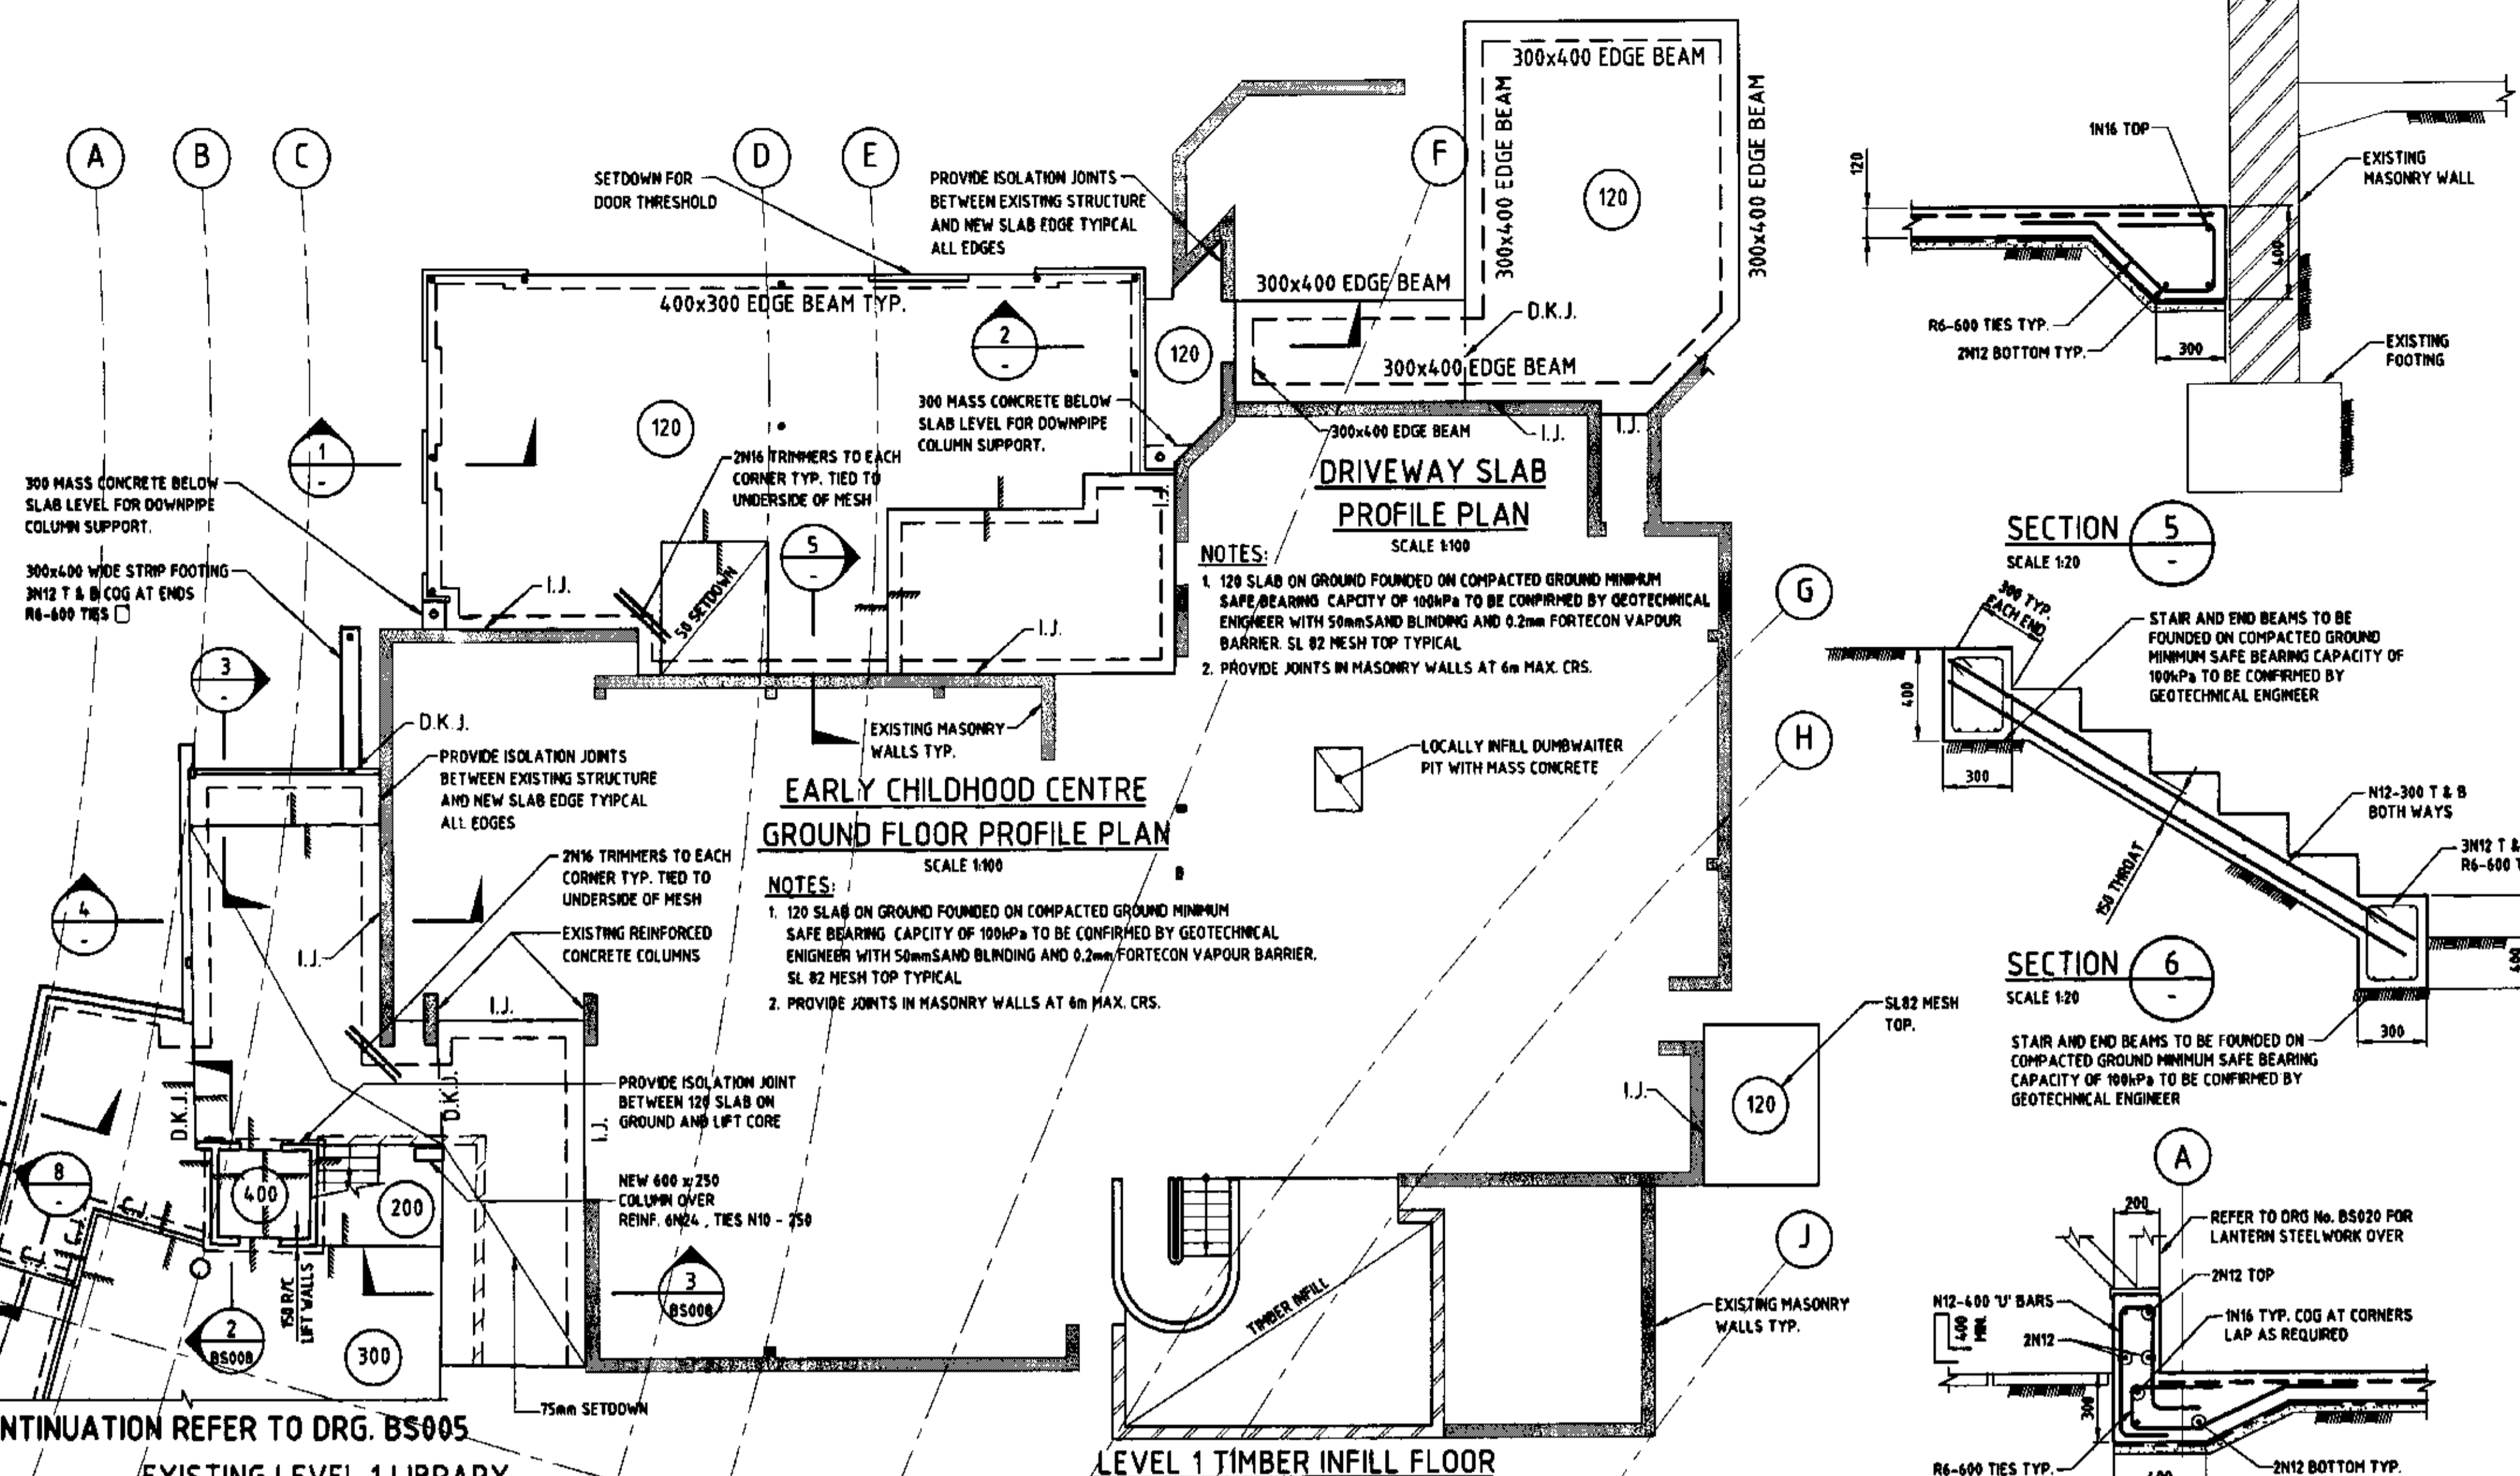 A
B
C
D
E
F
SETDOWN FOR
DOOR THRESHOLD
PROVIDE ISOLATION JOINTS
BETWEEN EXISTING STRUCTURE
AND NEW SLAB EDGE TYIPCAL
ALL EDGES
300x400 EDGE BEAM
300x400 EDGE BEAM
300x400 EDGE BEAM
120
300x400 EDGE BEAM
D.K.J.
300x400 EDGE BEAM
300x400 EDGE BEAM
I.J.
I.J.
400x300 EDGE BEAM TYP.
2
-
120
120
1
-
300 MASS CONCRETE BELOW
SLAB LEVEL FOR DOWNPIPE
COLUMN SUPPORT.
2N16 TRIMMERS TO EACH
CORNER TYP. TIED TO
UNDERSIDE OF MESH
300 MASS CONCRETE BELOW
SLAB LEVEL FOR DOWNPIPE
COLUMN SUPPORT.
300x400 WIDE STRIP FOOTING
3N12 T & B COG AT ENDS
R6-600 TIES
I.J.
50 SETDOWN
5
-
I.J.
I.J.
DRIVEWAY SLAB
PROFILE PLAN
SCALE 1:100
NOTES:
1. 120 SLAB ON GROUND FOUNDED ON COMPACTED GROUND MINIMUM
SAFE BEARING CAPCITY OF 100kPa TO BE CONFIRMED BY GEOTECHNICAL
ENIGNEER WITH 50mmSAND BLINDING AND 0.2mm FORTECON VAPOUR
BARRIER. SL 82 MESH TOP TYPICAL
2. PROVIDE JOINTS IN MASONRY WALLS AT 6m MAX. CRS.
3
-
D.K.J.
PROVIDE ISOLATION JOINTS
BETWEEN EXISTING STRUCTURE
AND NEW SLAB EDGE TYIPCAL
ALL EDGES
EXISTING MASONRY
WALLS TYP.
EARLY CHILDHOOD CENTRE
GROUND FLOOR PROFILE PLAN
SCALE 1:100
NOTES:
1. 120 SLAB ON GROUND FOUNDED ON COMPACTED GROUND MINIMUM
SAFE BEARING CAPCITY OF 100kPa TO BE CONFIRMED BY GEOTECHNICAL
ENIGNEER WITH 50mmSAND BLINDING AND 0.2mm FORTECON VAPOUR BARRIER.
SL 82 MESH TOP TYPICAL
2. PROVIDE JOINTS IN MASONRY WALLS AT 6m MAX. CRS.
LOCALLY INFILL DUMBWAITER
PIT WITH MASS CONCRETE
G
H
J
4
-
I.J.
2N16 TRIMMERS TO EACH
CORNER TYP. TIED TO
UNDERSIDE OF MESH
EXISTING REINFORCED
CONCRETE COLUMNS
I.J.
D.K.J.
D.K.J.
I.J.
PROVIDE ISOLATION JOINT
BETWEEN 120 SLAB ON
GROUND AND LIFT CORE
8
-
C.J.
C.J.
C.J.
400
200
NEW 600 x 250
COLUMN OVER
REINF. 6N24 , TIES N10 - 250
150 R/C
LIFT WALLS
2
BS008
300
3
BS008
75mm SETDOWN
NTINUATION REFER TO DRG. BS005
EXISTING LEVEL 1 LIBRARY
SL82 MESH
TOP.
I.J.
120
TIMBER INFILL
EXISTING MASONRY
WALLS TYP.
LEVEL 1 TIMBER INFILL FLOOR
1N16 TOP
EXISTING
MASONRY WALL
120
400
R6-600 TIES TYP.
2N12 BOTTOM TYP.
300
EXISTING
FOOTING
SECTION
5
-
SCALE 1:20
300 TYP.
EACH END
STAIR AND END BEAMS TO BE
FOUNDED ON COMPACTED GROUND
MINIMUM SAFE BEARING CAPACITY OF
100kPa TO BE CONFIRMED BY
GEOTECHNICAL ENGINEER
400
300
N12-300 T & B
BOTH WAYS
150 THROAT
3N12 T &
R6-600
400
300
SECTION
6
-
SCALE 1:20
STAIR AND END BEAMS TO BE FOUNDED ON
COMPACTED GROUND MINIMUM SAFE BEARING
CAPACITY OF 100kPa TO BE CONFIRMED BY
GEOTECHNICAL ENGINEER
A
200
REFER TO DRG No. BS020 FOR
LANTERN STEELWORK OVER
2N12 TOP
N12-400 'U' BARS
400
MIN.
2N12
1N16 TYP. COG AT CORNERS
LAP AS REQUIRED
300
R6-600 TIES TYP.
2N12 BOTTOM TYP.
400